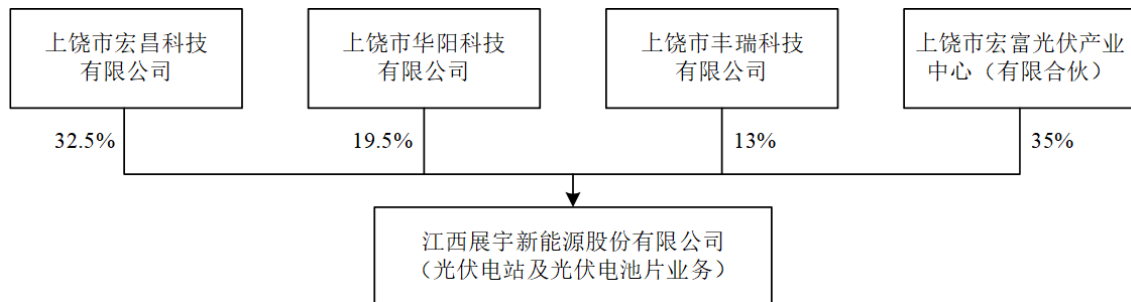 上饶市宏昌科技
有限公司
上饶市华阳科技
有限公司
上饶市丰瑞科技
有限公司
上饶市宏富光伏产业
中心（有限合伙）
32.5%
19.5%
13%
35%
江西展宇新能源股份有限公司
（光伏电站及光伏电池片业务）